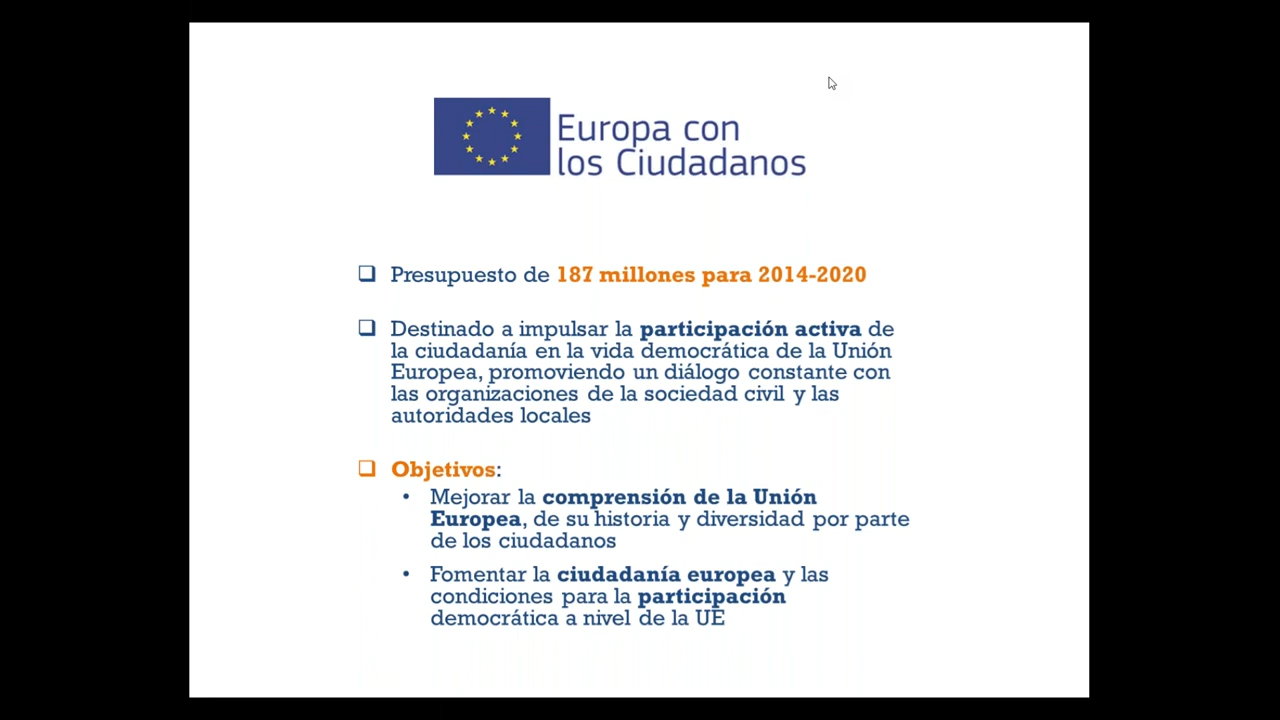 Europa con
los Ciudadanos
Presupuesto de 187 millones para 2014-2020
Destinado a impulsar la participación activa de
la ciudadanía en la vida democrática de la Unión
Europea, promoviendo un diálogo constante con
las organizaciones de la sociedad civil y las
autoridades locales
Objetivos:
• Mejorar la comprensión de la Unión
Europea, de su historia y diversidad por parte
de los ciudadanos
• Fomentar la ciudadanía europea y las
condiciones para la participación
democrática a nivel de la UE